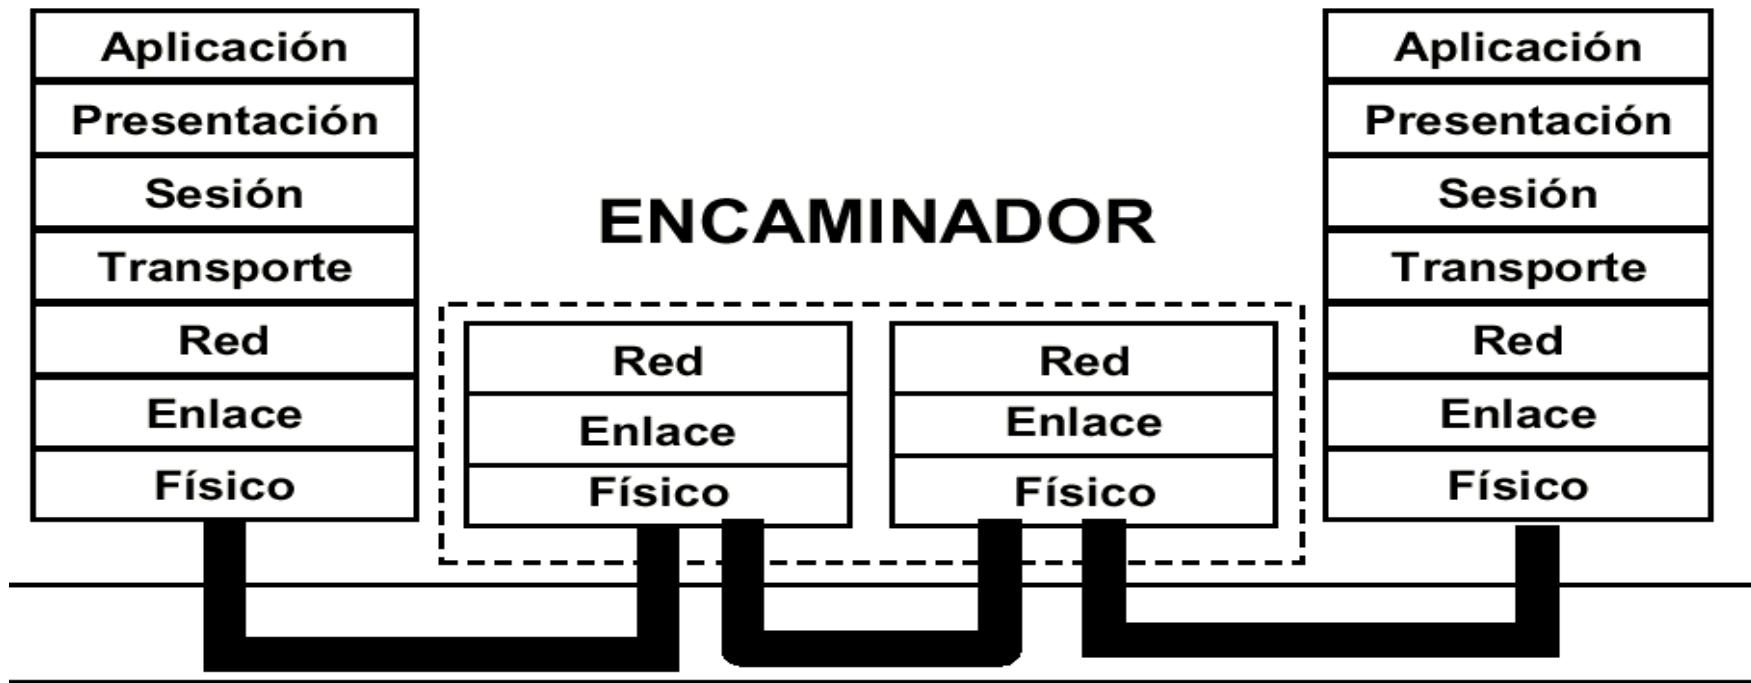 Aplicación
Presentación
Sesión
Transporte
Red
Enlace
Físico
ENCAMINADOR
Red
Enlace
Físico
Red
Enlace
Físico
Aplicación
Presentación
Sesión
Transporte
Red
Enlace
Físico